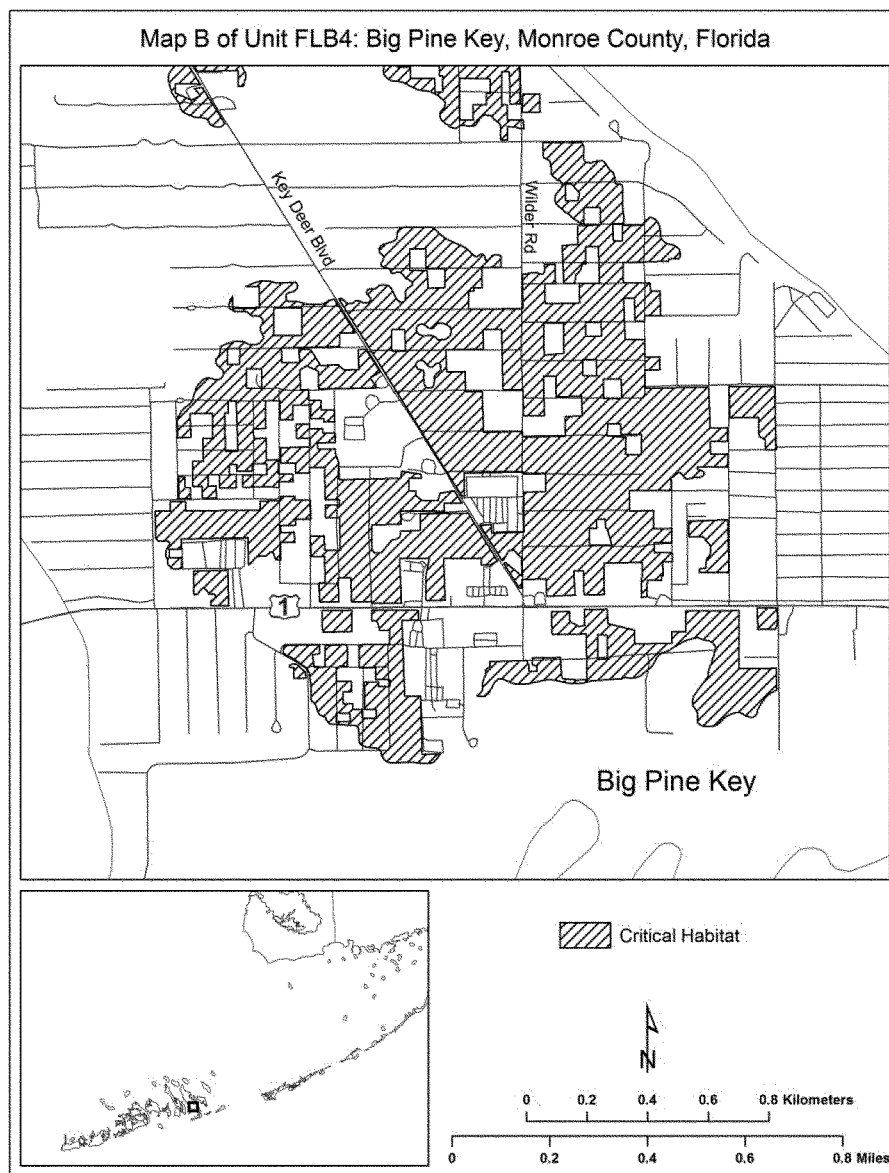 Map B of Unit FLB4: Big Pine Key, Monroe County, Florida
Key Deer Blvd
Wilder Rd
1
Big Pine Key
Critical Habitat
N
0 0.2 0.4 0.6 0.8 Kilometers
0 0.2 0.4 0.6 0.8 Miles